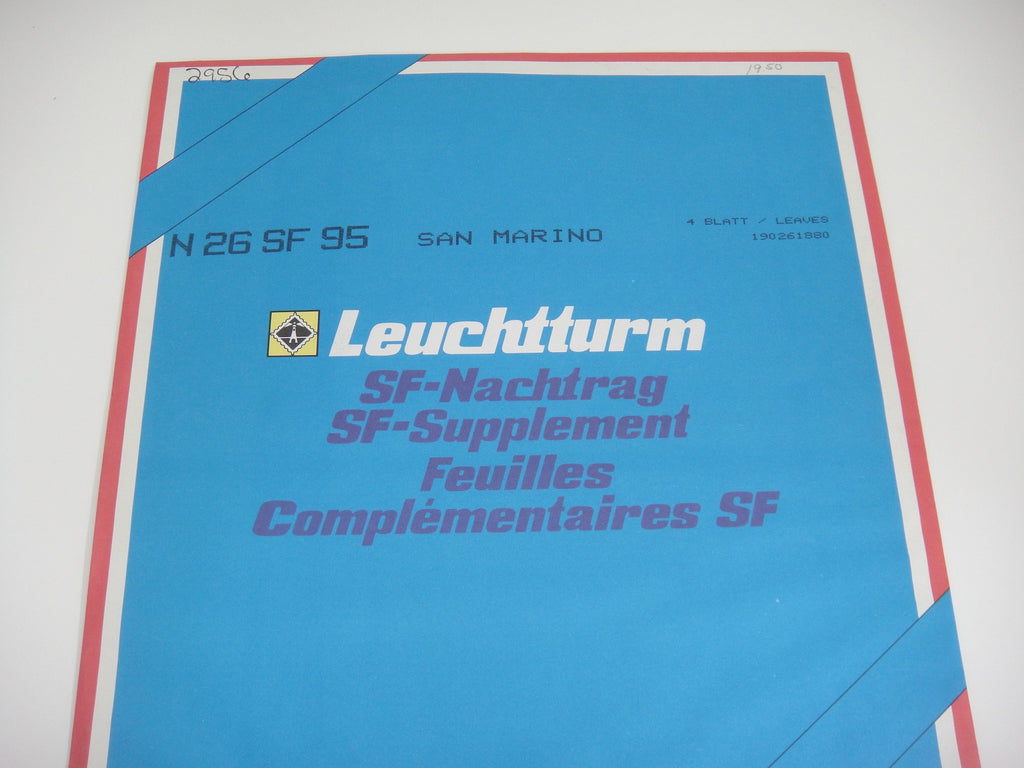 2956
1950
4 BLATT / LEAVES
N 26 SF 95 SAN MARINO
190261880
Leuchtturm
SF-Nachtrag
SF-Supplement
Feuilles
Complémentaires SF